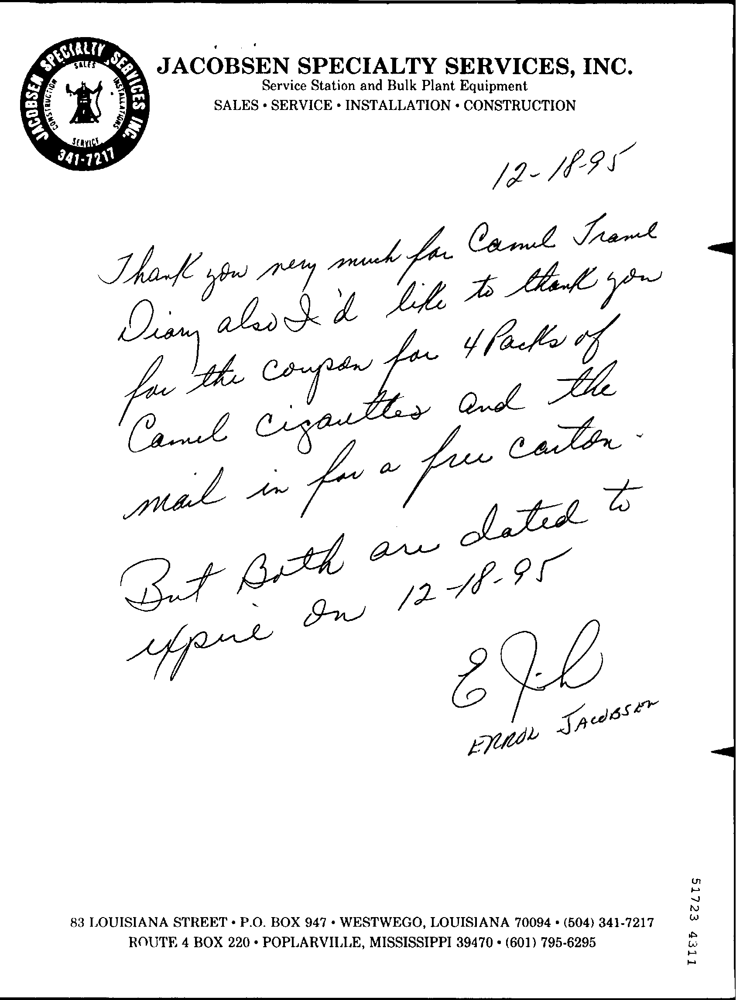 JACOBSEN SPECIALTY SERVICES INC.
SALES
CONSTRUCTION
INSTALLATIONS
SERVICE
341-7217
JACOBSEN SPECIALTY SERVICES, INC.
Service Station and Bulk Plant Equipment
SALES • SERVICE • INSTALLATION • CONSTRUCTION
12-18-95
Thank you very much for Camel Travel
Diary also I'd like to thank you
for the coupon for 4 Packs of
Camel Cigarettes and the
mail in for a free carton.
But Both are dated to
expire on 12-18-95
ERROL JACOBSEN
83 LOUISIANA STREET • P.O. BOX 947 • WESTWEGO, LOUISIANA 70094 • (504) 341-7217
ROUTE 4 BOX 220 • POPLARVILLE, MISSISSIPPI 39470 • (601) 795-6295
51723 4311